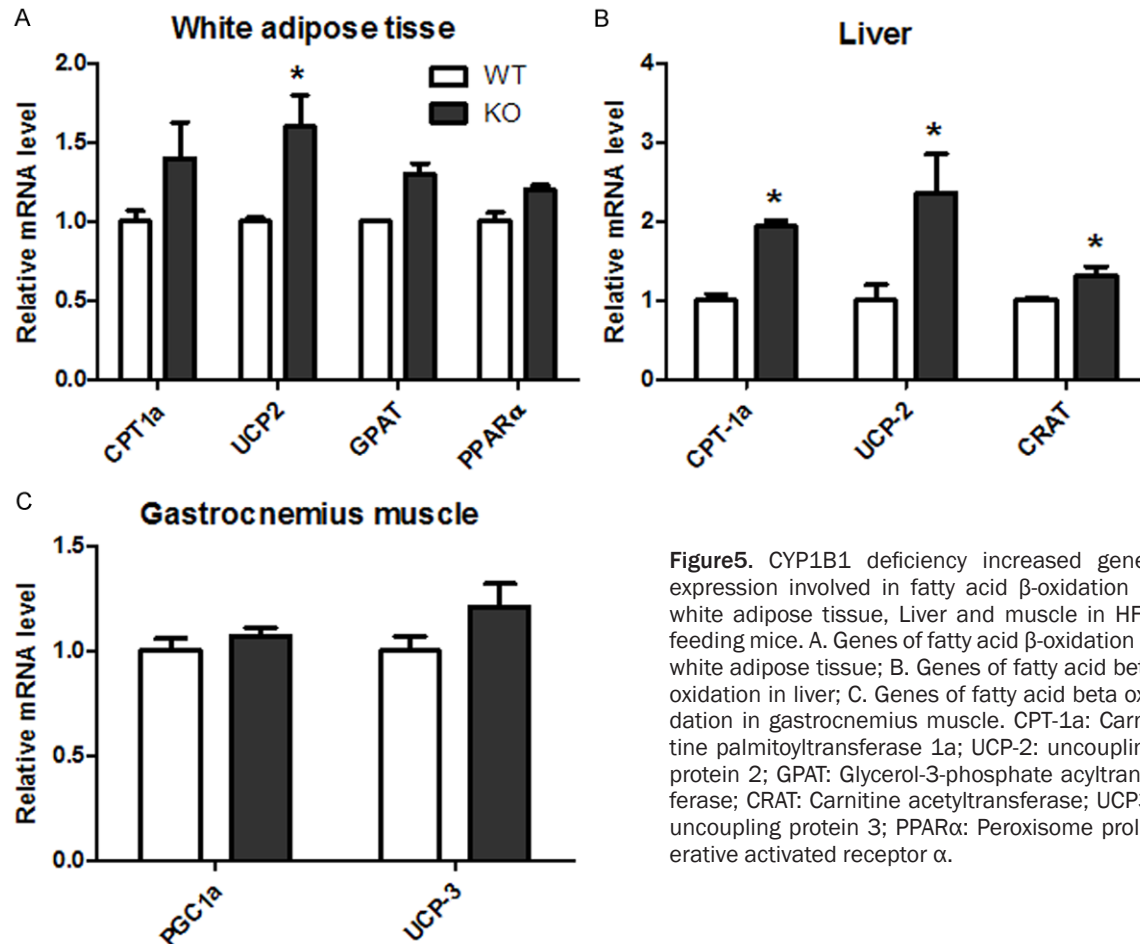 A
White adipose tisse
Relative mRNA level
2.0
1.5
1.0
0.5
0.0
WT
KO
*
CPT1a
UCP2
GPAT
PPARα
B
Liver
Relative mRNA level
4
3
2
1
0
*
*
*
CPT-1a
UCP-2
CRAT
C
Gastrocnemius muscle
Relative mRNA level
1.5
1.0
0.5
0.0
PGC1a
UCP-3
Figure5. CYP1B1 deficiency increased gene
expression involved in fatty acid β-oxidation
white adipose tissue, Liver and muscle in HF
feeding mice. A. Genes of fatty acid β-oxidation
white adipose tissue; B. Genes of fatty acid bet
oxidation in liver; C. Genes of fatty acid beta ox
dation in gastrocnemius muscle. CPT-1a: Carn
tine palmitoyltransferase 1a; UCP-2: uncouplin
protein 2; GPAT: Glycerol-3-phosphate acyltran
ferase; CRAT: Carnitine acetyltransferase; UCP
uncoupling protein 3; PPARα: Peroxisome prol
erative activated receptor α.